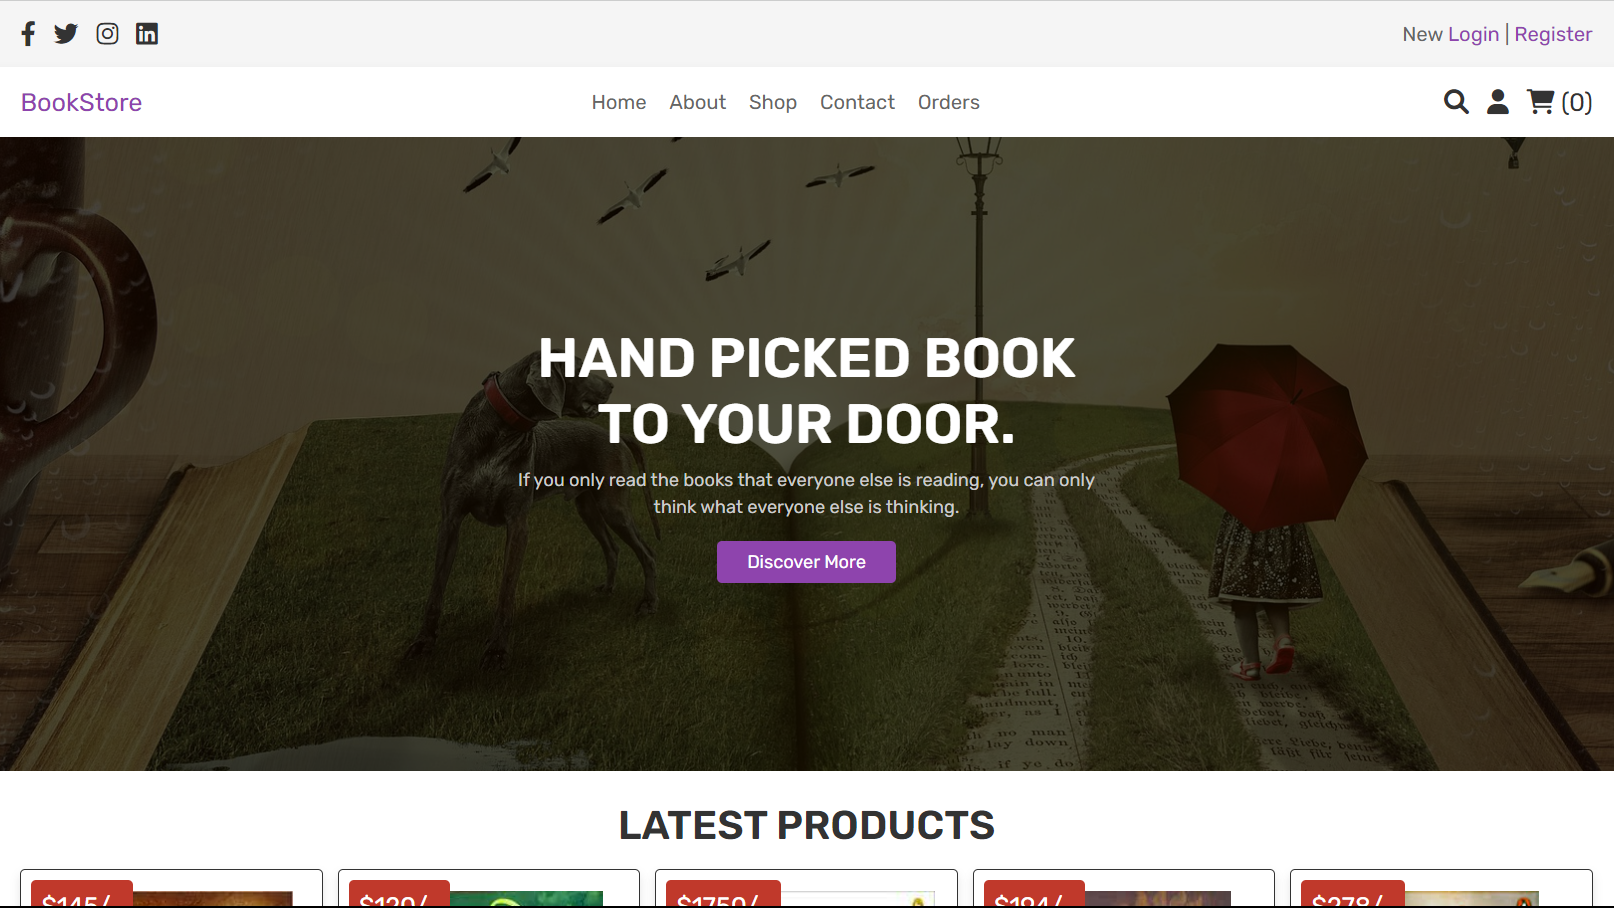 New Login | Register
BookStore
Home About Shop Contact Orders
(0)
HAND PICKED BOOK
TO YOUR DOOR.
If you only read the books that everyone else is reading, you can only
think what everyone else is thinking.
Discover More
LATEST PRODUCTS
$145/- $120/- $1750/- $194/- $278/-